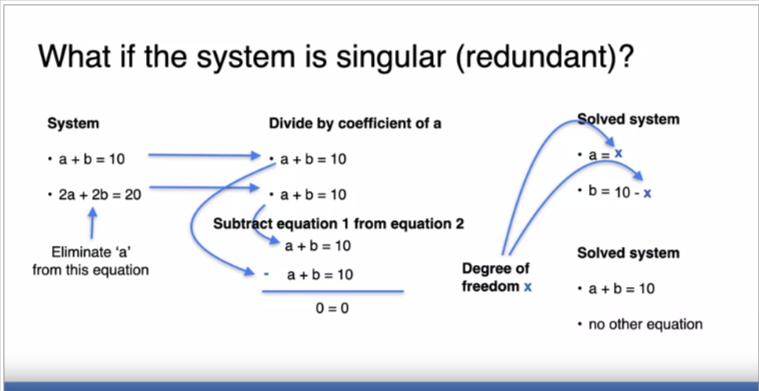 What if the system is singular (redundant)?
System
• a + b = 10
• 2a + 2b = 20
Eliminate ‘a’
from this equation
Divide by coefficient of a
• a + b = 10
• a + b = 10
Subtract equation 1 from equation 2
a + b = 10
- a + b = 10
0 = 0
Degree of
freedom x
Solved system
• a = x
• b = 10 - x
Solved system
• a + b = 10
• no other equation